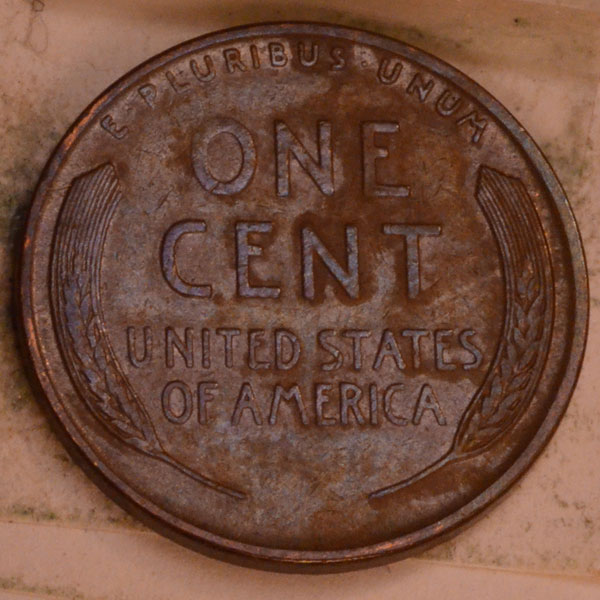 E · PLURIBUS · UNUM
ONE
CENT
UNITED STATES
OF AMERICA